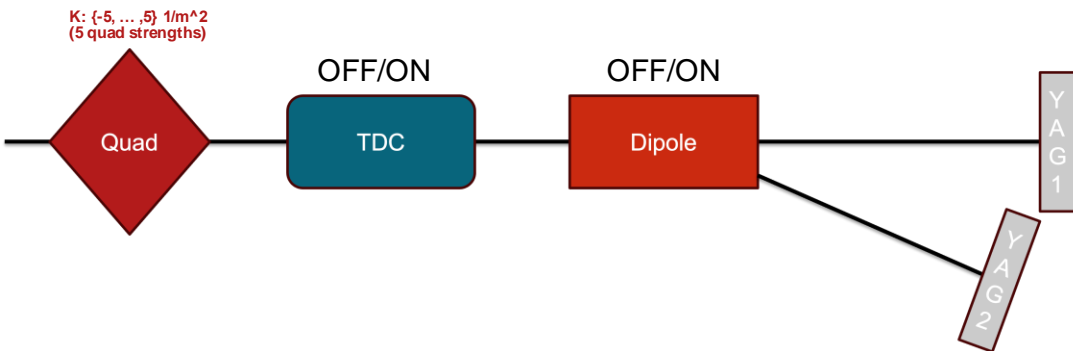 K: {-5, ... ,5} 1/m^2
(5 quad strengths)
OFF/ON
OFF/ON
Quad
TDC
Dipole
YAG1
YAG2